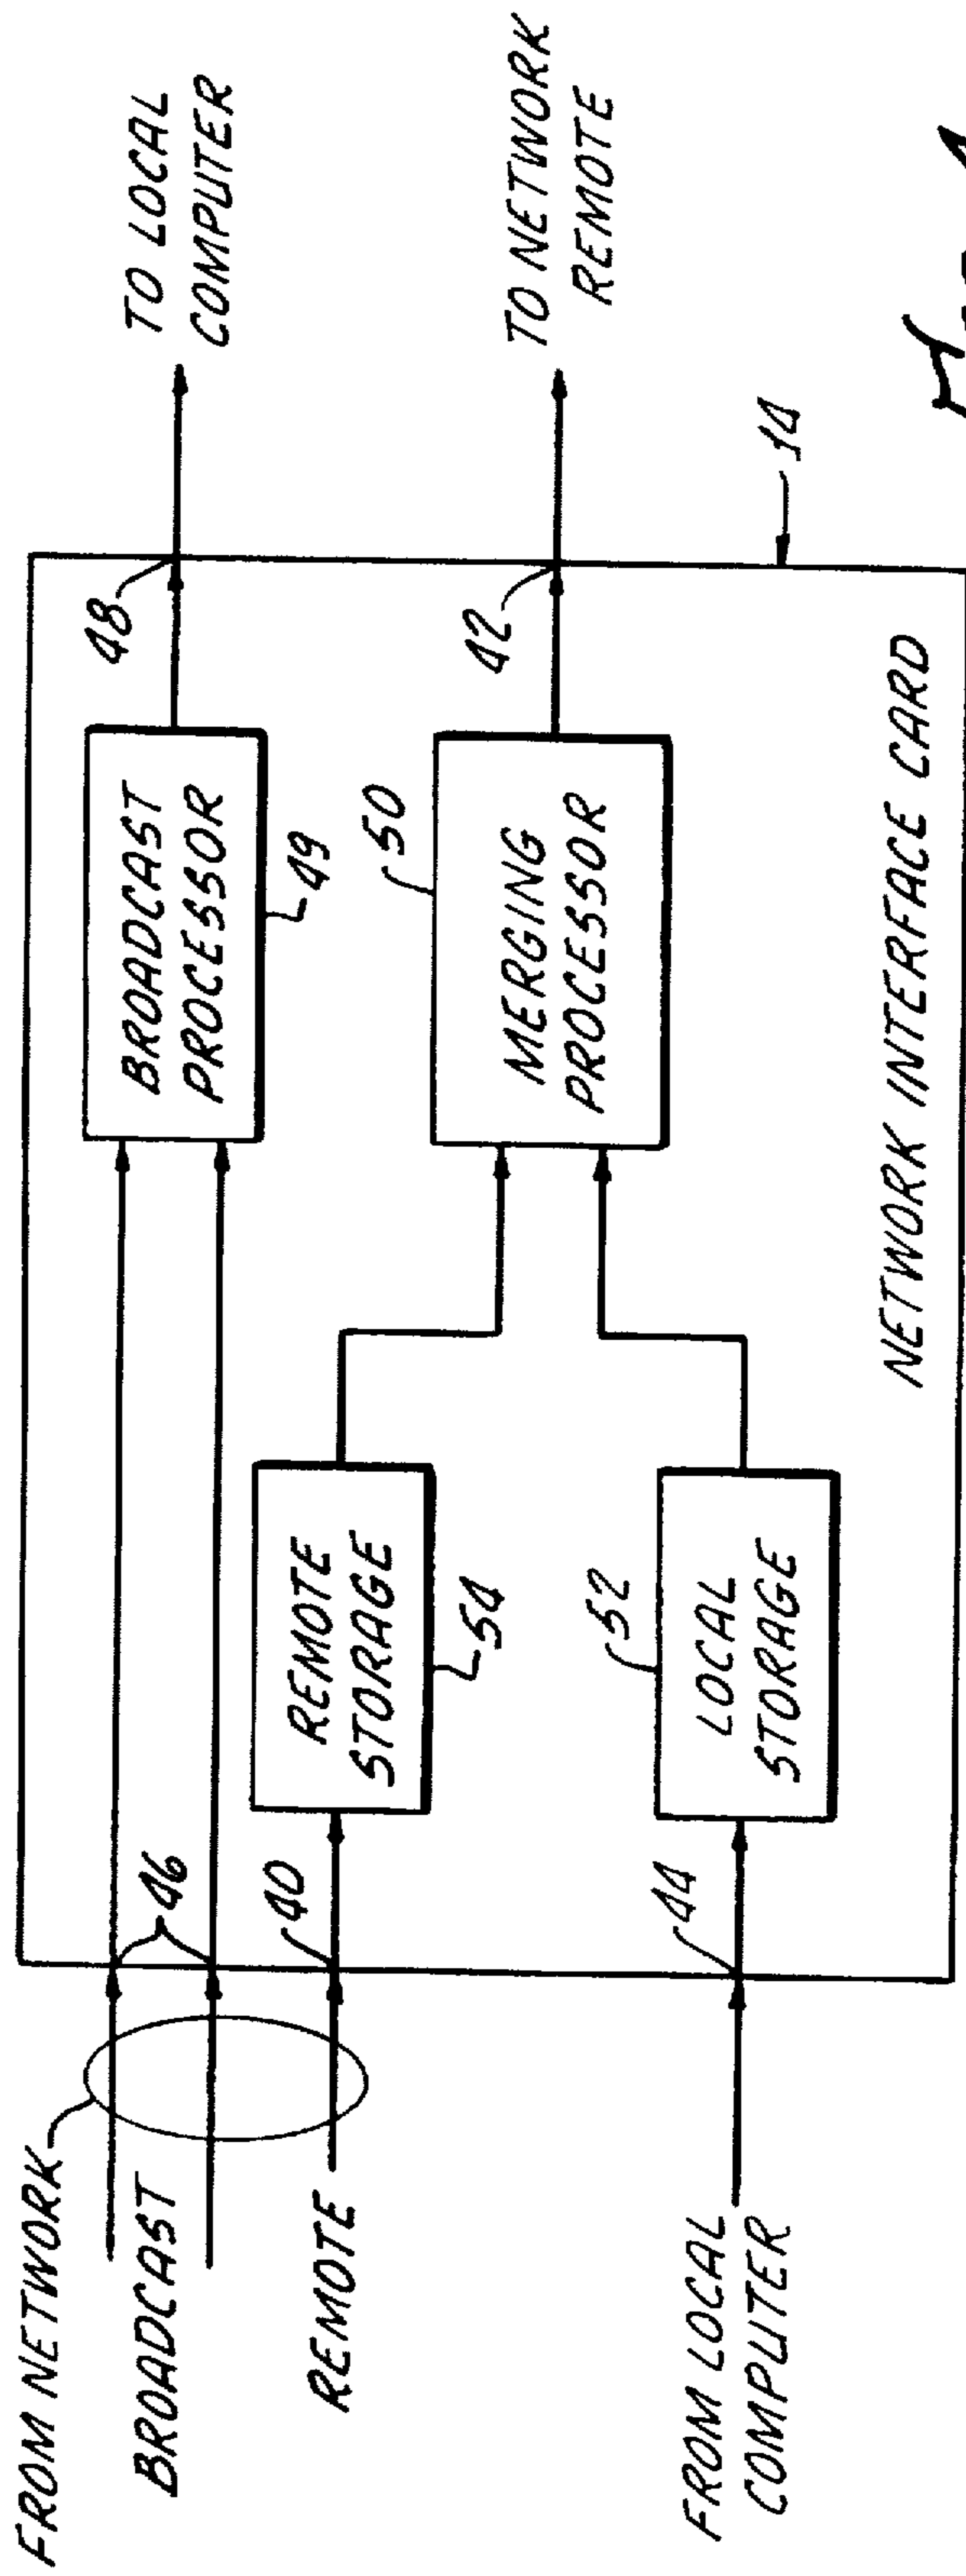 FROM NETWORK
BROADCAST
REMOTE
FROM LOCAL
COMPUTER
46
40
44
REMOTE
STORAGE
54
52
LOCAL
STORAGE
BROADCAST
PROCESSOR
49
50
MERGING
PROCESSOR
NETWORK INTERFACE CARD
48
42
14
TO LOCAL
COMPUTER
TO NETWORK
REMOTE